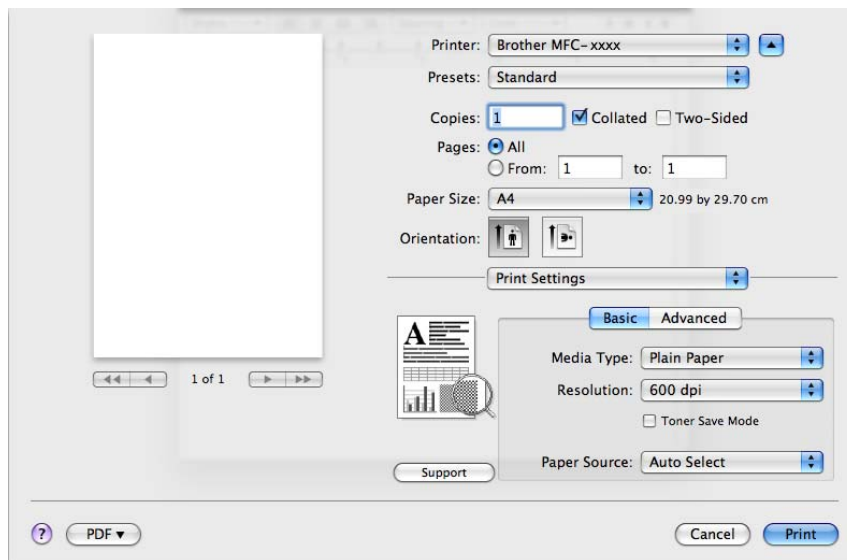 Printer: Brother MFC-xxxx
Presets: Standard
Copies: 1 Collated Two-Sided
Pages: All
From: 1 to: 1
Paper Size: A4 20.99 by 29.70 cm
Orientation:
Print Settings
Basic Advanced
A
Media Type: Plain Paper
1 of 1
Resolution: 600 dpi
Toner Save Mode
Paper Source: Auto Select
Support
? PDF Cancel Print